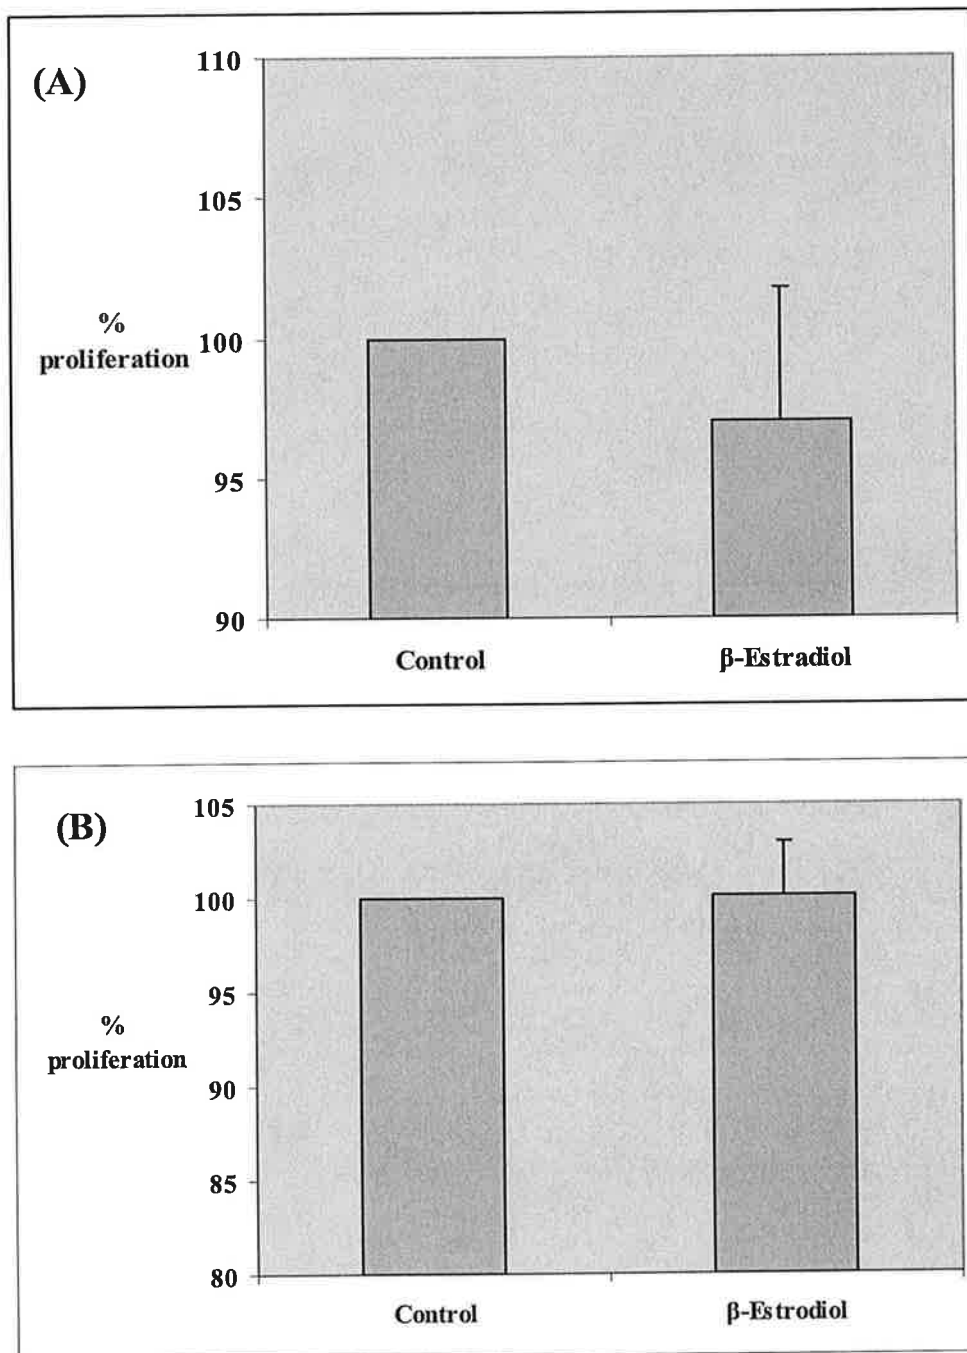 (A)
110
105
100
95
90
%
proliferation
Control
β-Estradiol
(B)
105
100
95
90
85
80
%
proliferation
Control
β-Estrodiol